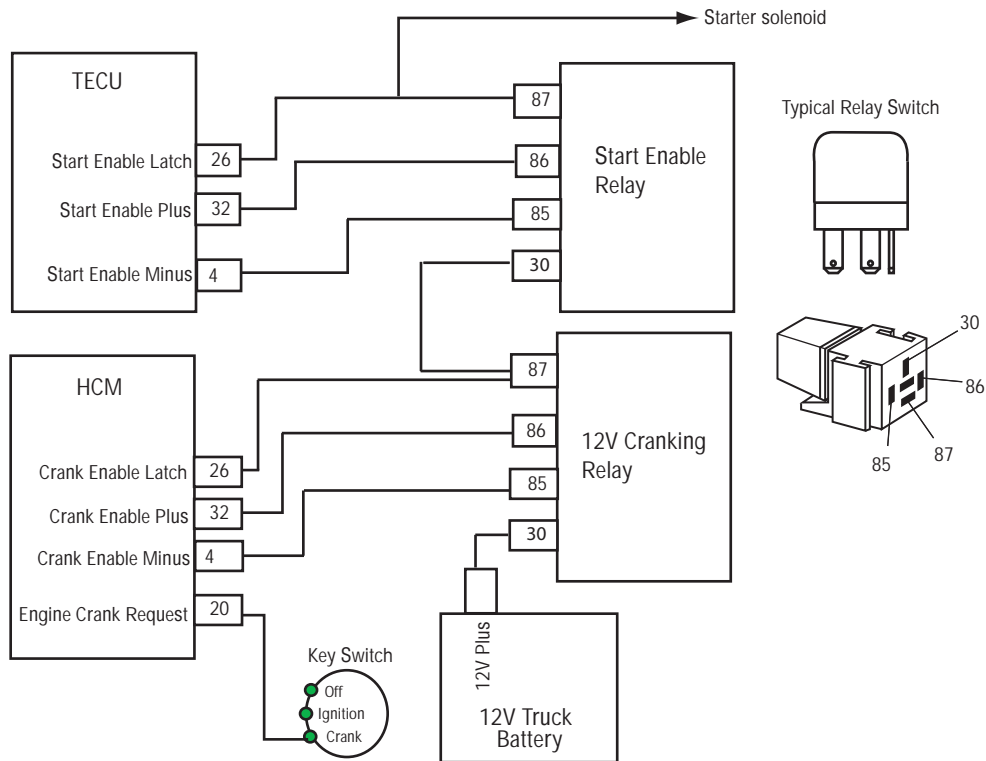 Starter solenoid
TECU
Start Enable Latch 26
Start Enable Plus 32
Start Enable Minus 4
87
86
85
30
Start Enable
Relay
Typical Relay Switch
30
86
87
85
HCM
Crank Enable Latch 26
Crank Enable Plus 32
Crank Enable Minus 4
Engine Crank Request 20
87
86
85
30
12V Cranking
Relay
Key Switch
Off
Ignition
Crank
12V Plus
12V Truck
Battery